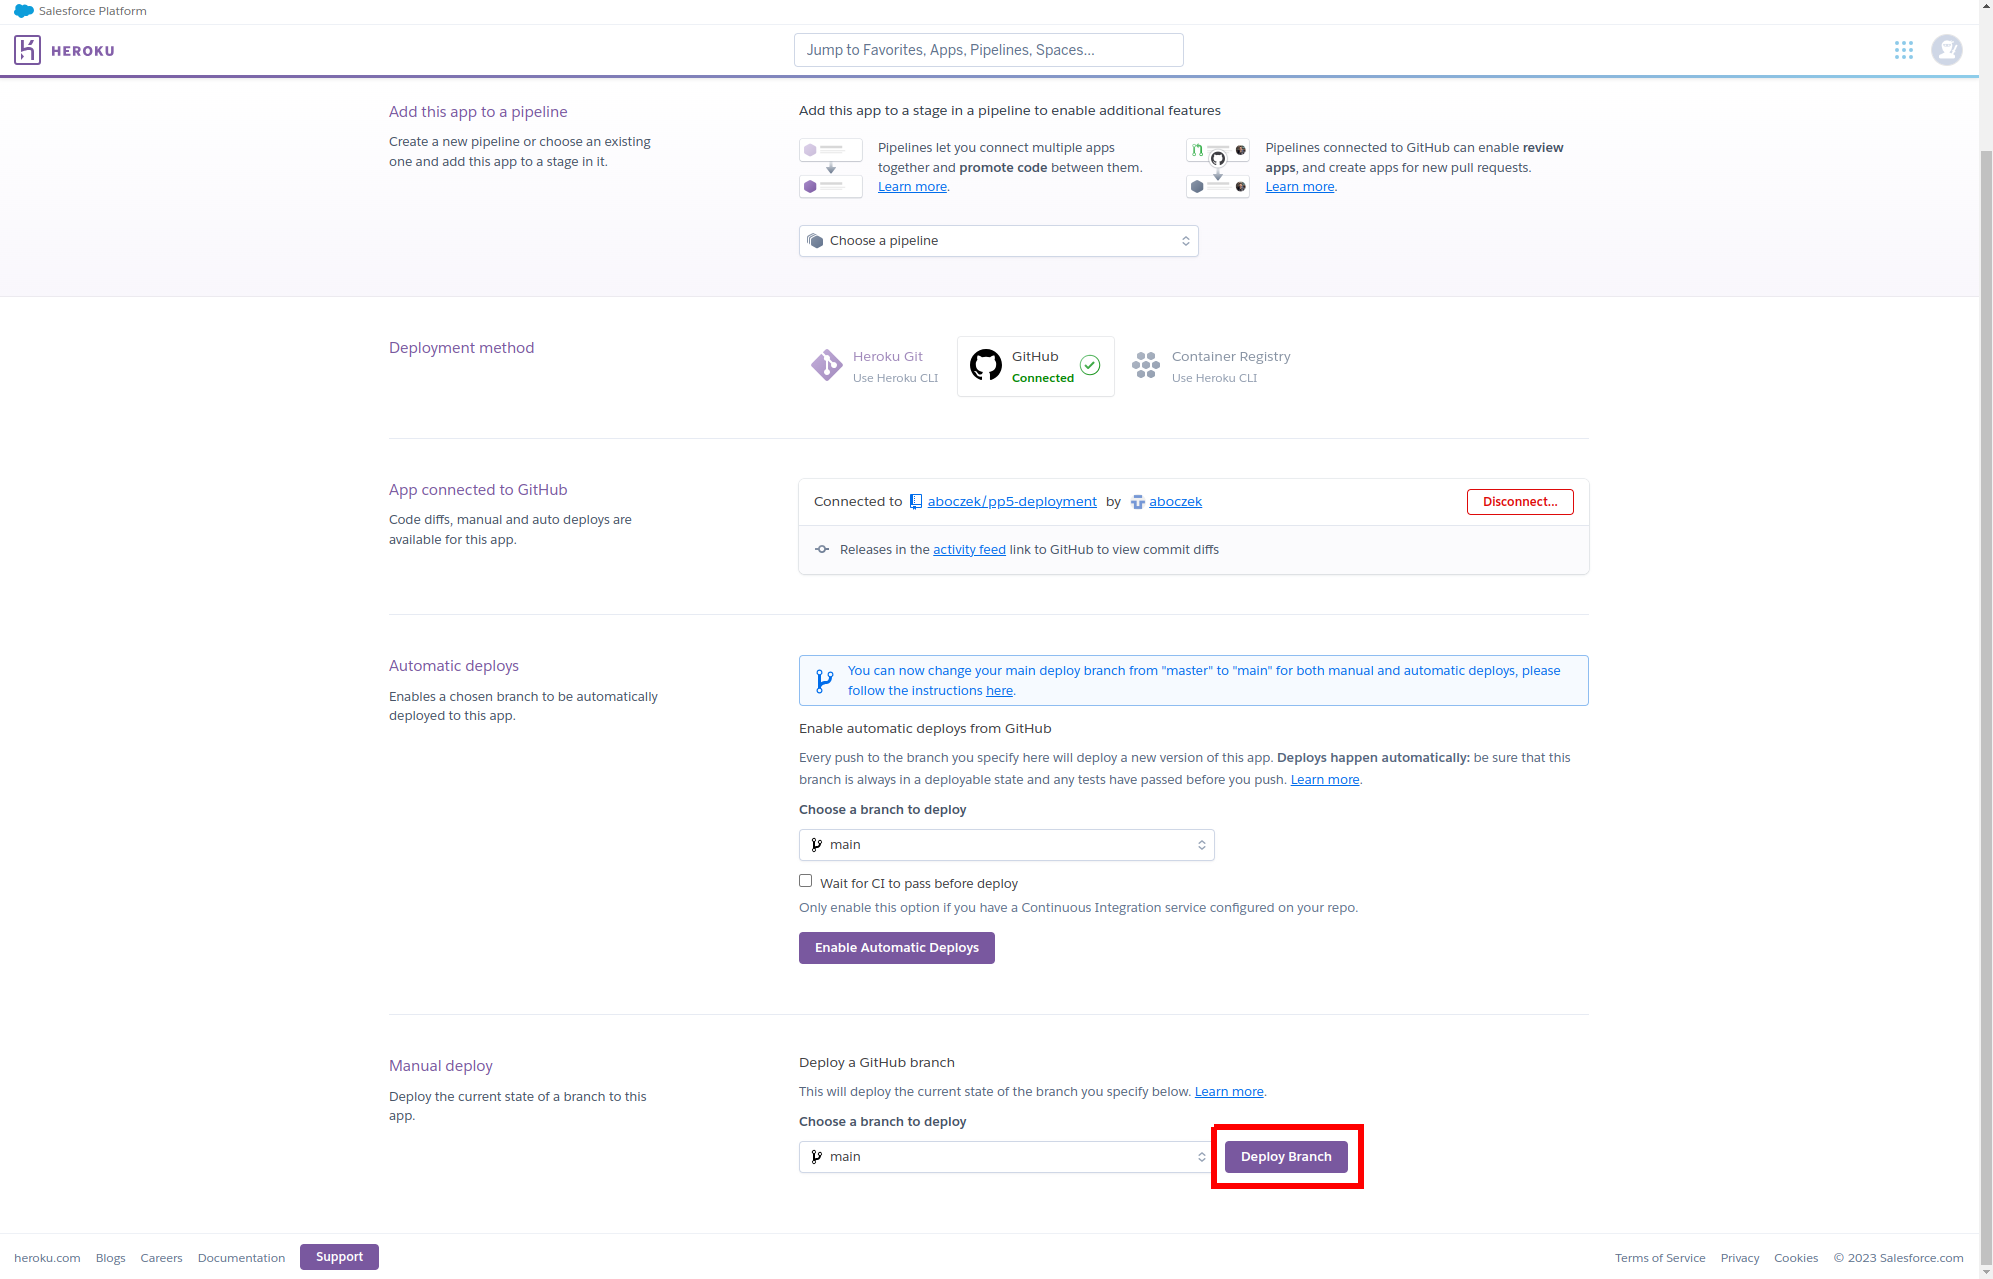 Salesforce Platform
HEROKU
Jump to Favorites, Apps, Pipelines, Spaces...
Add this app to a pipeline
Create a new pipeline or choose an existing
one and add this app to a stage in it.
Add this app to a stage in a pipeline to enable additional features
Pipelines let you connect multiple apps
together and promote code between them.
Learn more.
Pipelines connected to GitHub can enable review
apps, and create apps for new pull requests.
Learn more.
Choose a pipeline
Deployment method
Heroku Git
Use Heroku CLI
GitHub
Connected
Container Registry
Use Heroku CLI
App connected to GitHub
Code diffs, manual and auto deploys are
available for this app.
Connected to aboczek/pp5-deployment by aboczek
Disconnect...
Releases in the activity feed link to GitHub to view commit diffs
Automatic deploys
Enables a chosen branch to be automatically
deployed to this app.
You can now change your main deploy branch from "master" to "main" for both manual and automatic deploys, please
follow the instructions here.
Enable automatic deploys from GitHub
Every push to the branch you specify here will deploy a new version of this app. Deploys happen automatically: be sure that this
branch is always in a deployable state and any tests have passed before you push. Learn more.
Choose a branch to deploy
main
Wait for CI to pass before deploy
Only enable this option if you have a Continuous Integration service configured on your repo.
Enable Automatic Deploys
Manual deploy
Deploy the current state of a branch to this
app.
Deploy a GitHub branch
This will deploy the current state of the branch you specify below. Learn more.
Choose a branch to deploy
main
Deploy Branch
heroku.com Blogs Careers Documentation Support
Terms of Service Privacy Cookies © 2023 Salesforce.com